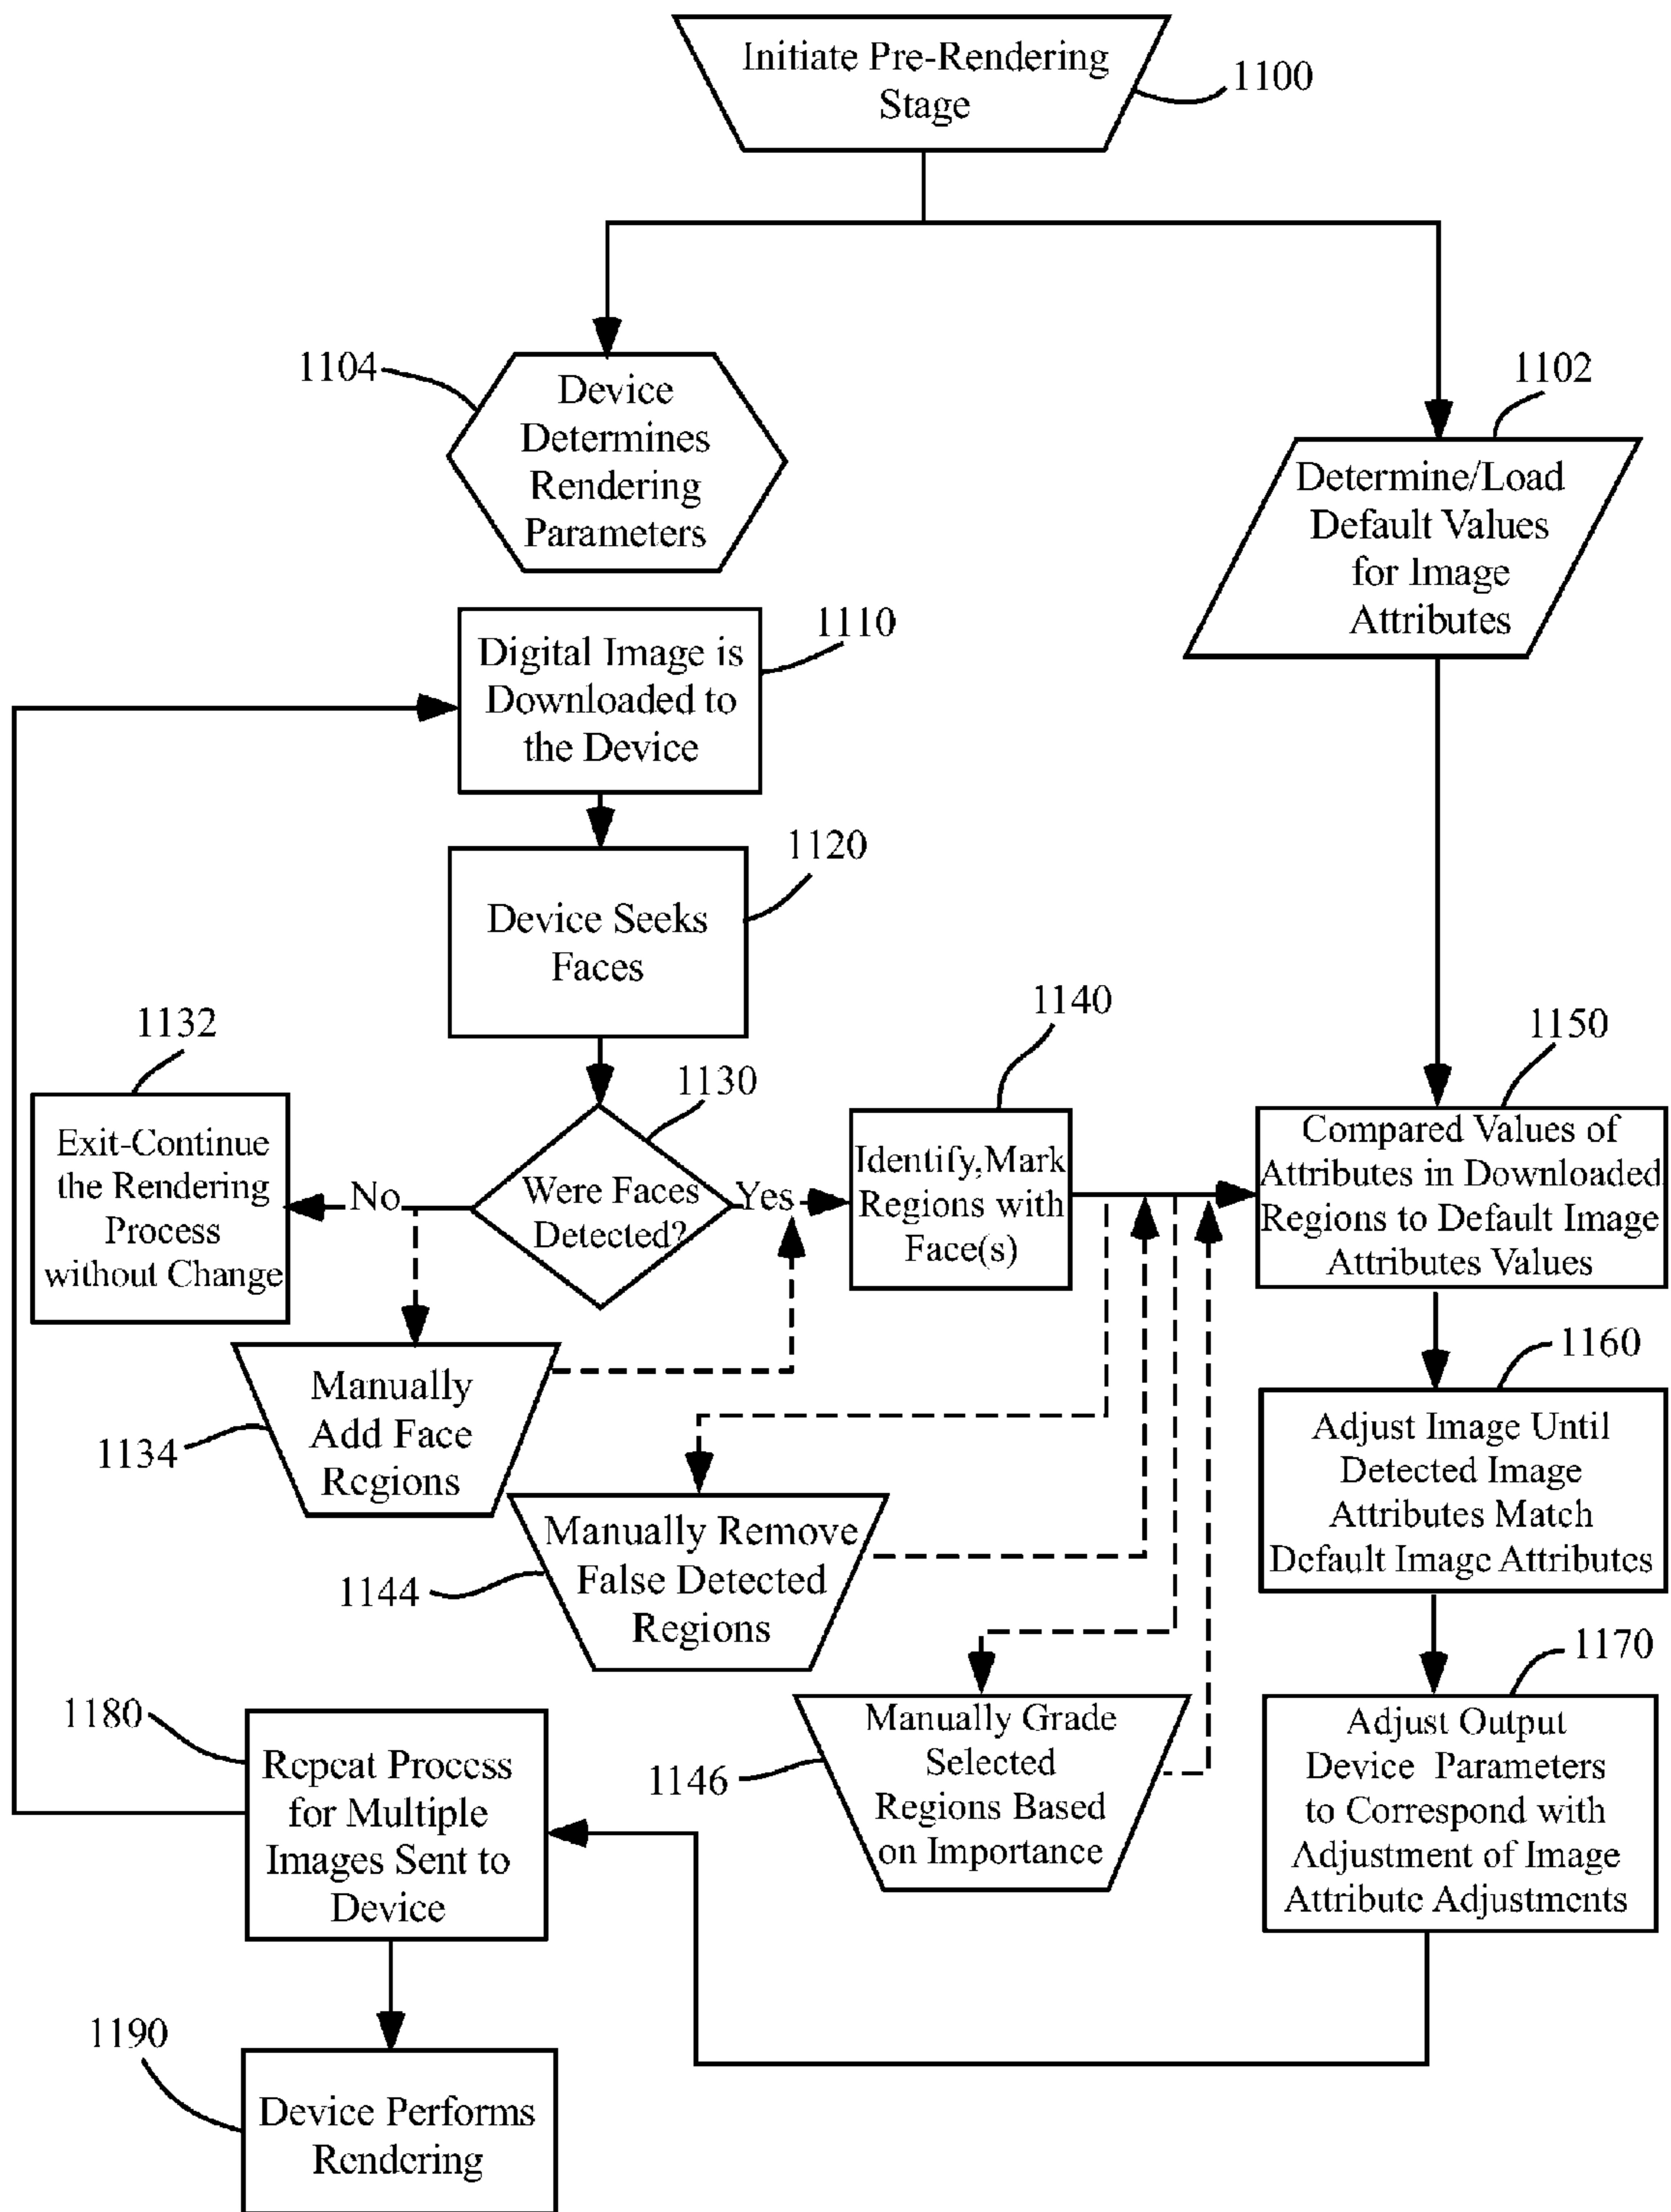 Initiate Pre-Rendering
Stage
1100
1104
Device
Determines
Rendering
Parameters
1102
Determine/Load
Default Values
for Image
Attributes
1110
Digital Image is
Downloaded to
the Device
1120
Device Seeks
Faces
1132
Exit-Continue
the Rendering
Process
without Change
No
1130
Were Faces
Detected?
Yes
1140
Identify,Mark
Regions with
Face(s)
1150
Compared Values of
Attributes in Downloaded
Regions to Default Image
Attributes Values
1134
Manually
Add Face
Regions
1160
Adjust Image Until
Detected Image
Attributes Match
Default Image Attributes
1144
Manually Remove
False Detected
Regions
1146
Manually Grade
Selected
Regions Based
on Importance
1170
Adjust Output
Device Parameters
to Correspond with
Adjustment of Image
Attribute Adjustments
1180
Repeat Process
for Multiple
Images Sent to
Device
1190
Device Performs
Rendering